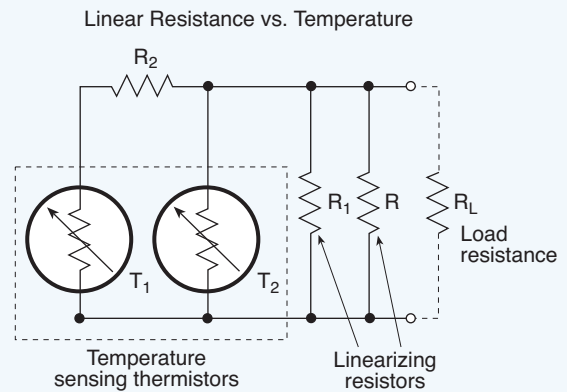 Linear Resistance vs. Temperature
R2
R1
R
RL
Load
resistance
T1
T2
Temperature
sensing thermistors
Linearizing
resistors